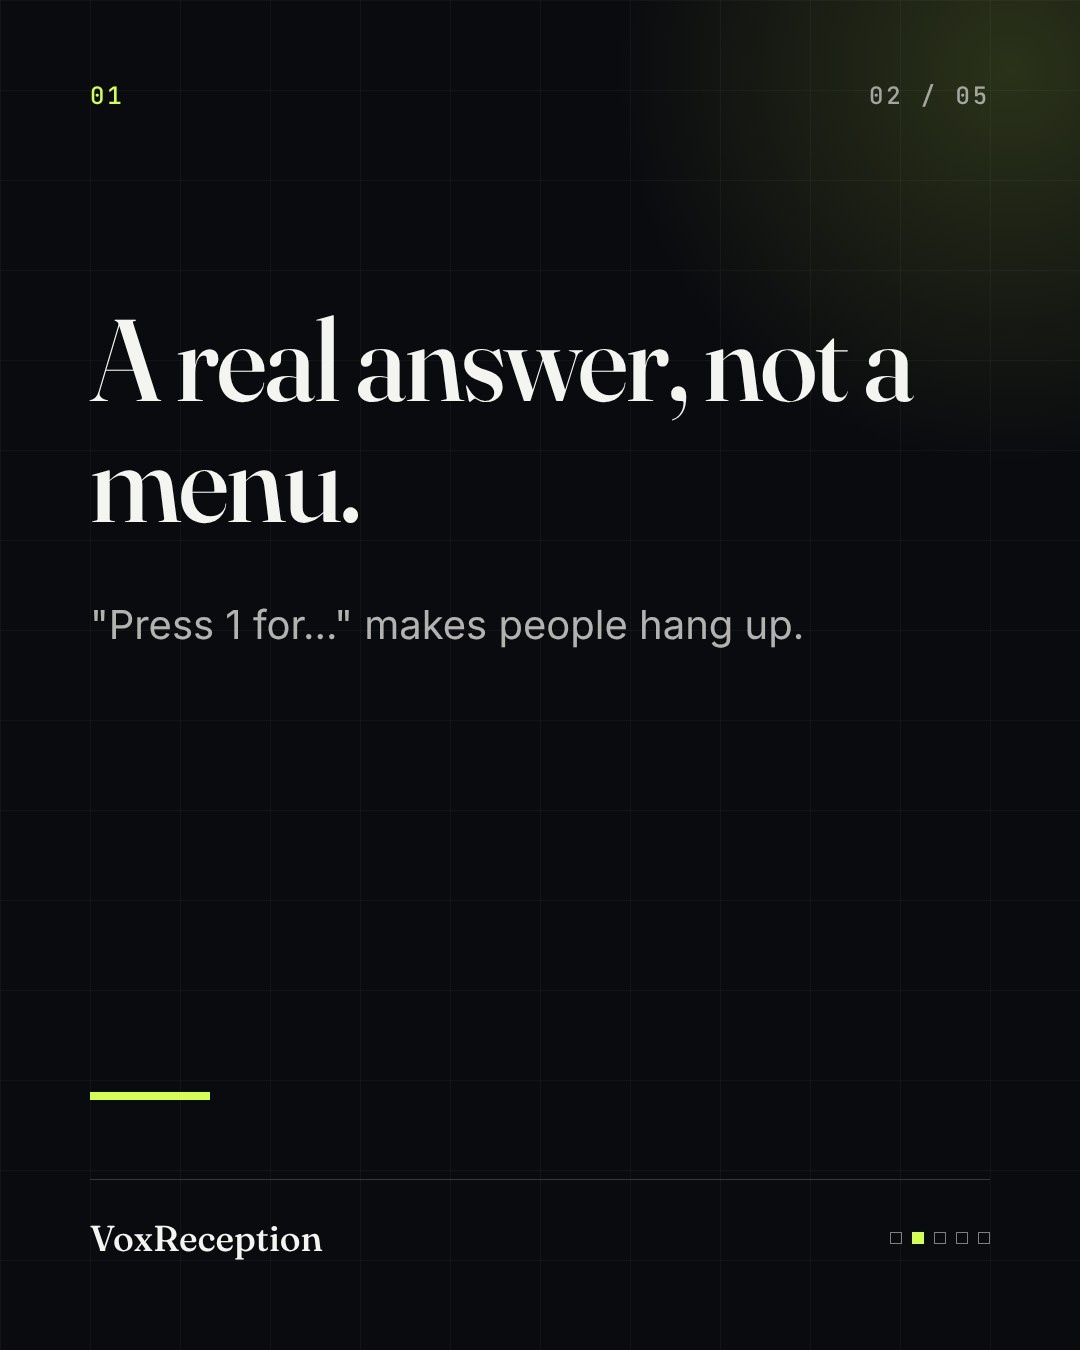 01
02 / 05
A real answer, not a
menu.
"Press 1 for..." makes people hang up.
VoxReception